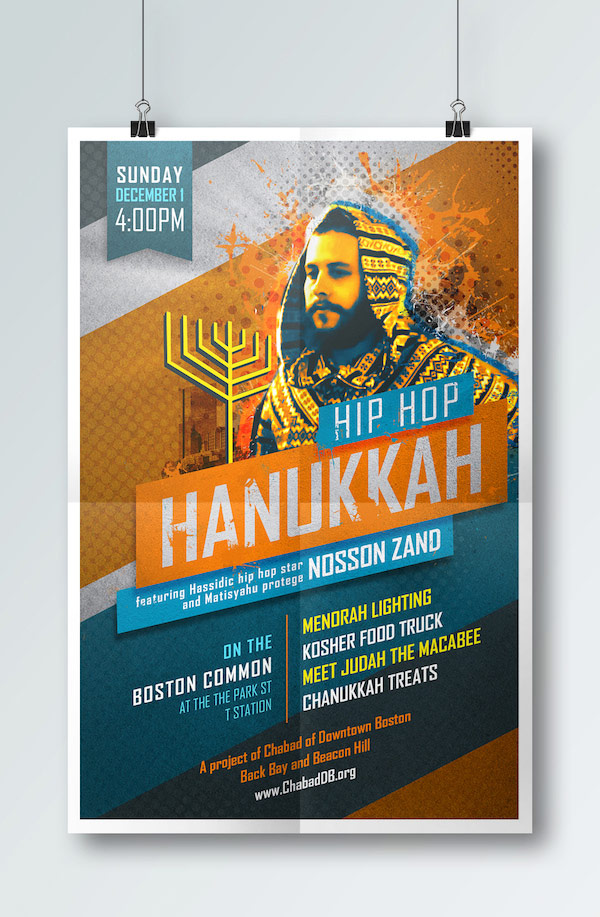 SUNDAY
DECEMBER 1
4:00PM
HIP HOP
HANUKKAH
featuring Hassidic hip hop star
and Matisyahu protege
NOSSON ZAND
ON THE
BOSTON COMMON
AT THE THE PARK ST
T STATION
MENORAH LIGHTING
KOSHER FOOD TRUCK
MEET JUDAH THE MACABEE
CHANUKKAH TREATS
A project of Chabad of Downtown Boston
Back Bay and Beacon Hill
www.ChabadDB.org